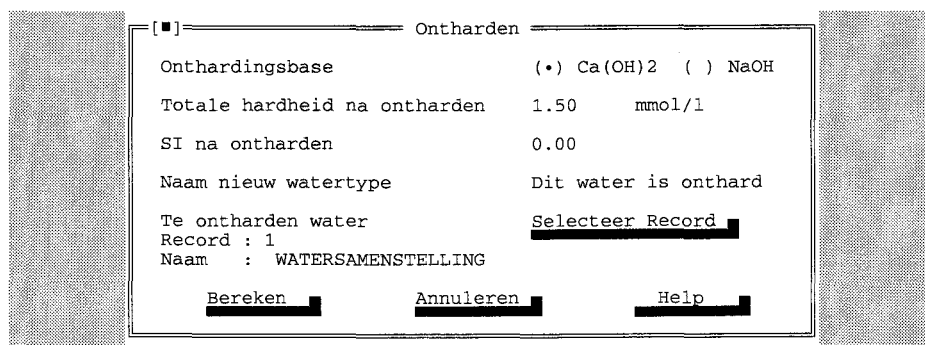 [■] Ontharden
Onthardingsbase (•) Ca(OH)2 ( ) NaOH
Totale hardheid na ontharden 1.50 mmol/l
SI na ontharden 0.00
Naam nieuw watertype Dit water is onthard
Te ontharden water Selecteer Record
Record : 1
Naam : WATERSAMENSTELLING
Bereken Annuleren Help